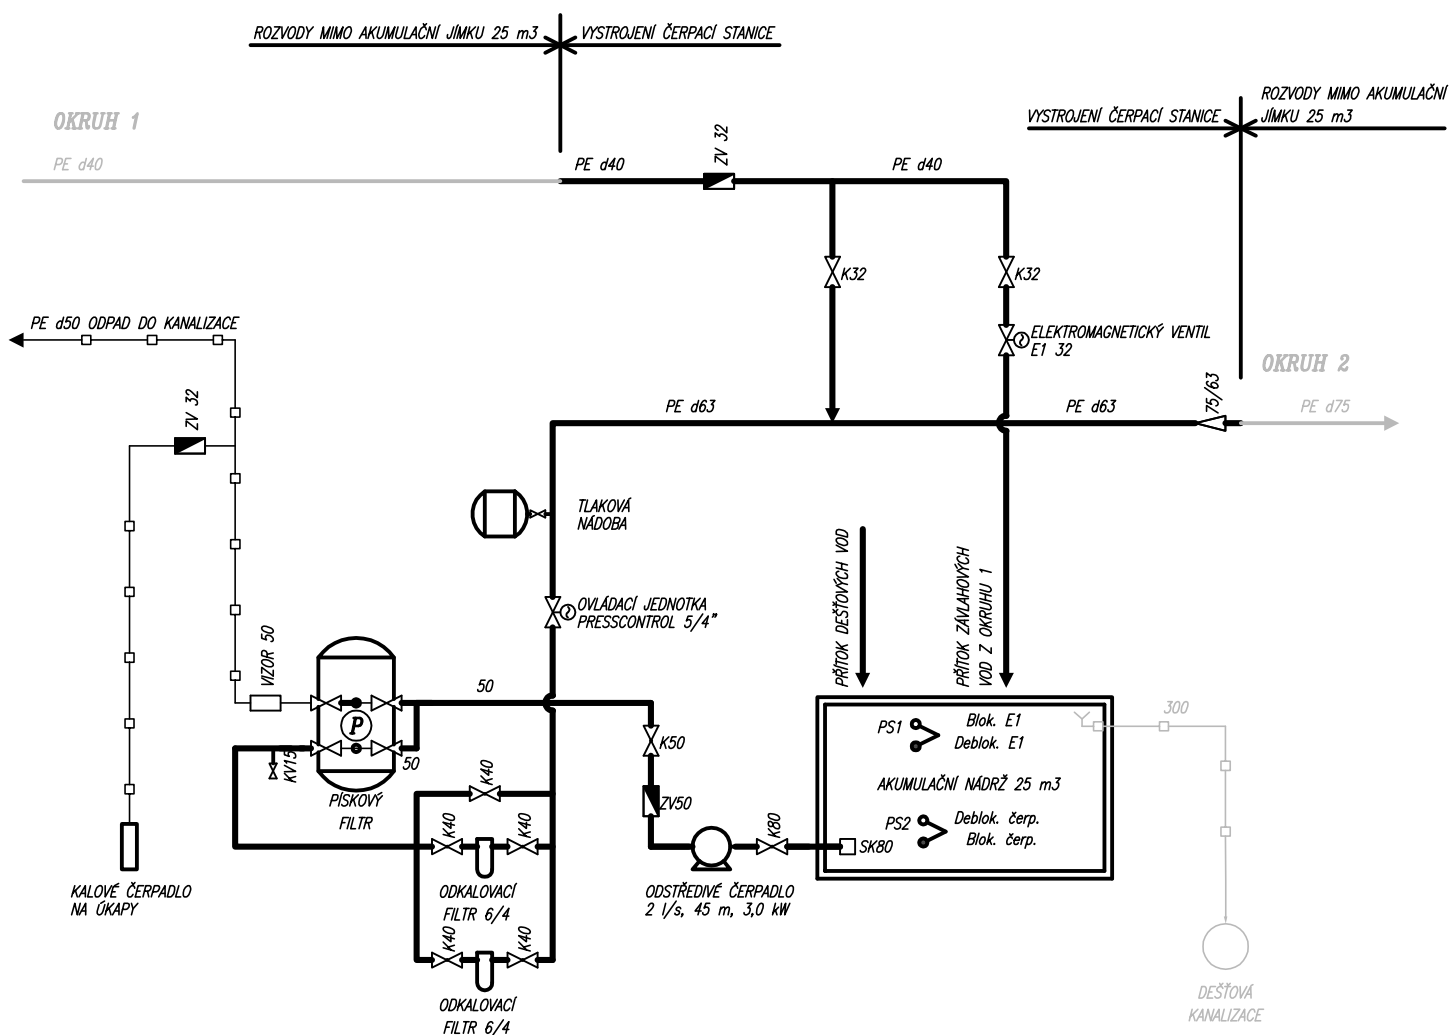 ROZVODY MIMO AKUMULAČNÍ JÍMKU 25 m3
VYSTROJENÍ ČERPACÍ STANICE
VYSTROJENÍ ČERPACÍ STANICE
ROZVODY MIMO AKUMULAČNÍ
JÍMKU 25 m3
OKRUH 1
PE d40
PE d40
ZV 32
PE d40
K32
K32
ELEKTROMAGNETICKÝ VENTIL
E1 32
PE d50 ODPAD DO KANALIZACE
ZV 32
OKRUH 2
PE d63
PE d63
75/63
PE d75
TLAKOVÁ
NÁDOBA
OVLÁDACÍ JEDNOTKA
PRESSCONTROL 5/4"
PŘÍTOK DEŠŤOVÝCH VOD
PŘÍTOK ZÁVLAHOVÝCH
VOD Z OKRUHU 1
VIZOR 50
50
P
50
KV15
PÍSKOVÝ
FILTR
K50
ZV50
K40
K40
K40
ODKALOVACÍ
FILTR 6/4
K40
K40
ODKALOVACÍ
FILTR 6/4
K80
ODSTŘEDIVÉ ČERPADLO
2 l/s, 45 m, 3,0 kW
PS1
Blok. E1
Deblok. E1
AKUMULAČNÍ NÁDRŽ 25 m3
PS2
Deblok. čerp.
Blok. čerp.
SK80
300
DEŠŤOVÁ
KANALIZACE
KALOVÉ ČERPADLO
NA ÚKAPY